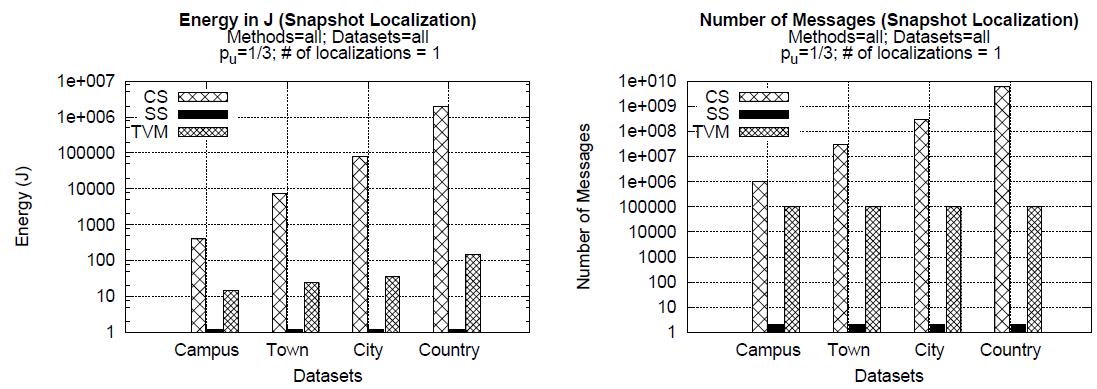 Energy in J (Snapshot Localization)
Methods=all; Datasets=all
pu=1/3; # of localizations = 1
1e+007
1e+006
100000
10000
1000
100
10
1
Energy (J)
CS
SS
TVM
Campus Town City Country
Datasets
Number of Messages (Snapshot Localization)
Methods=all; Datasets=all
pu=1/3; # of localizations = 1
1e+010
1e+009
1e+008
1e+007
1e+006
100000
10000
1000
100
10
1
Number of Messages
CS
SS
TVM
Campus Town City Country
Datasets